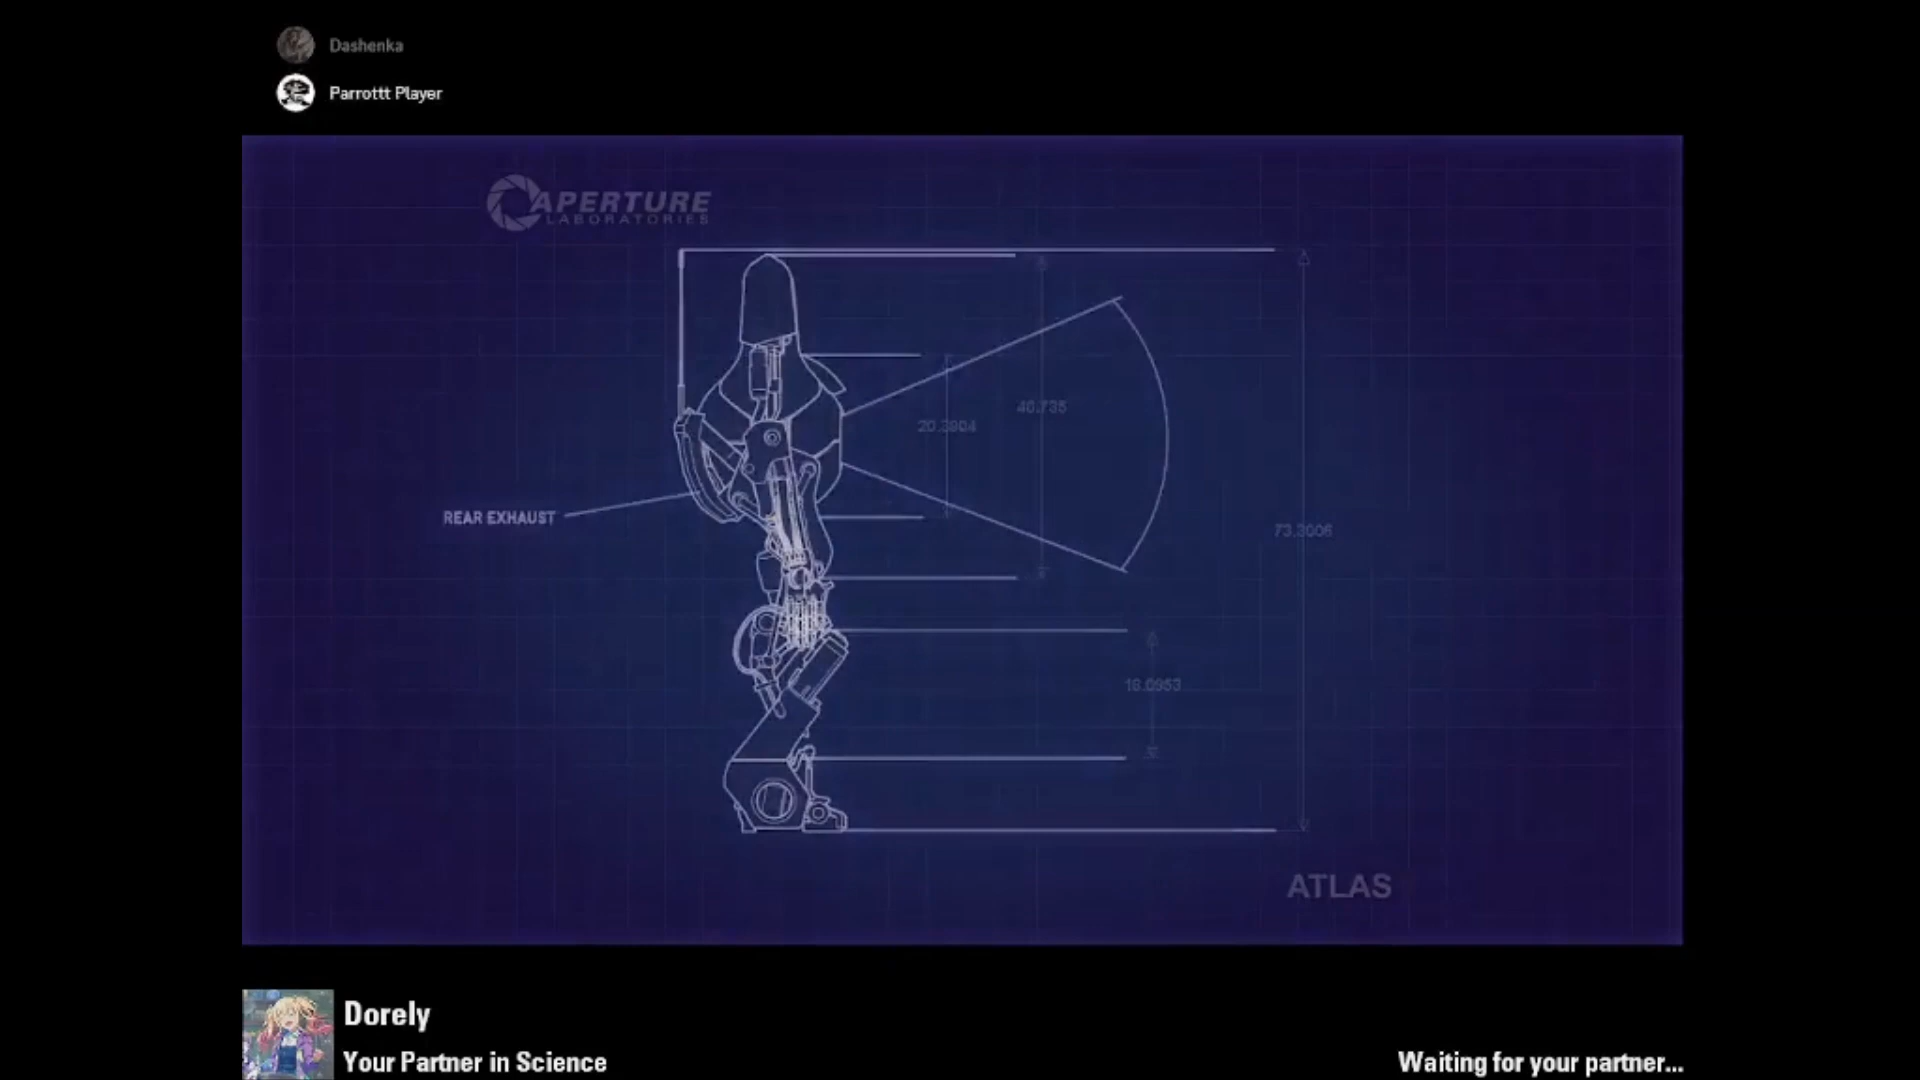 Dashenka
Parrottt Player
APERTURE
LABORATORIES
40.735
20.3904
REAR EXHAUST
73.3006
18.0953
ATLAS
Dorely
Your Partner in Science
Waiting for your partner...